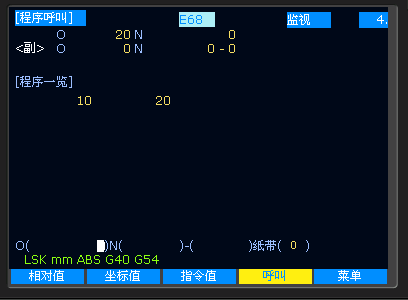 [程序呼叫] E68 监视 4.
O 20 N 0
<副> O 0 N 0 - 0
[程序一览]
10 20
O( )N( )-( )纸带( 0 )
LSK mm ABS G40 G54
相对值 坐标值 指令值 呼叫 菜单